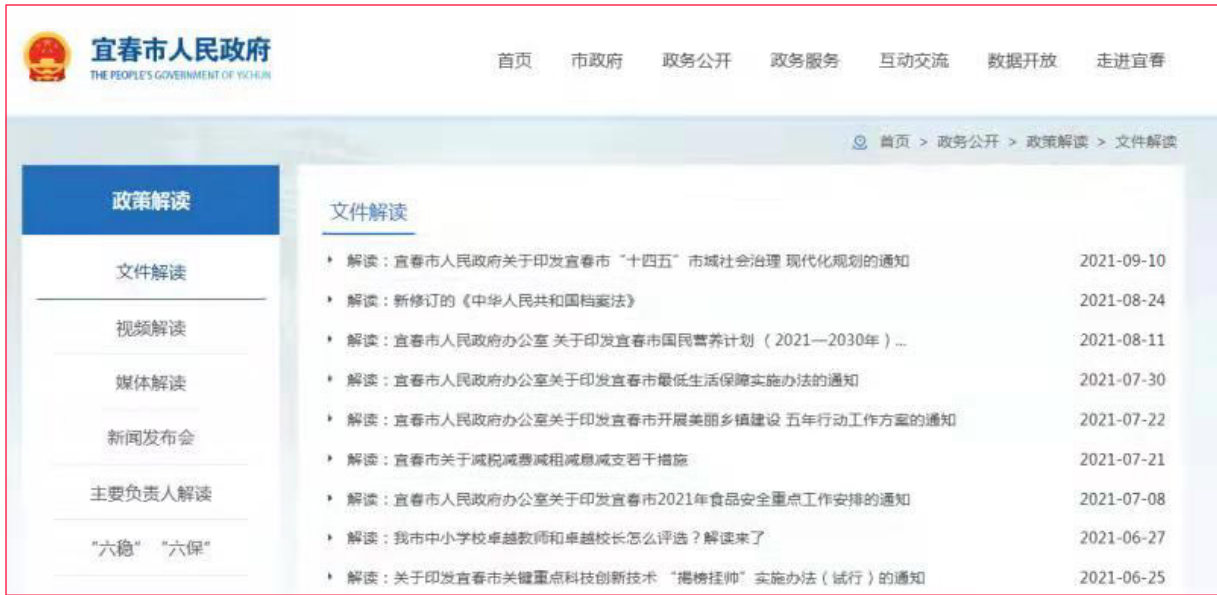 宜春市人民政府
THE PEOPLE'S GOVERNMENT OF YICHUN
首页 市政府 政务公开 政务服务 互动交流 数据开放 走进宜春
首页 > 政务公开 > 政策解读 > 文件解读
政策解读
文件解读
视频解读
媒体解读
新闻发布会
主要负责人解读
“六稳” “六保”
文件解读
解读：宜春市人民政府关于印发宜春市“十四五”市域社会治理 现代化规划的通知 2021-09-10
解读：新修订的《中华人民共和国档案法》 2021-08-24
解读：宜春市人民政府办公室 关于印发宜春市国民营养计划（2021—2030年）... 2021-08-11
解读：宜春市人民政府办公室关于印发宜春市最低生活保障实施办法的通知 2021-07-30
解读：宜春市人民政府办公室关于印发宜春市开展美丽乡镇建设 五年行动工作方案的通知 2021-07-22
解读：宜春市关于减税减费减租减息减支若干措施 2021-07-21
解读：宜春市人民政府办公室关于印发宜春市2021年食品安全重点工作安排的通知 2021-07-08
解读：我市中小学校卓越教师和卓越校长怎么评选？解读来了 2021-06-27
解读：关于印发宜春市关键重点科技创新技术 “揭榜挂帅”实施办法（试行）的通知 2021-06-25